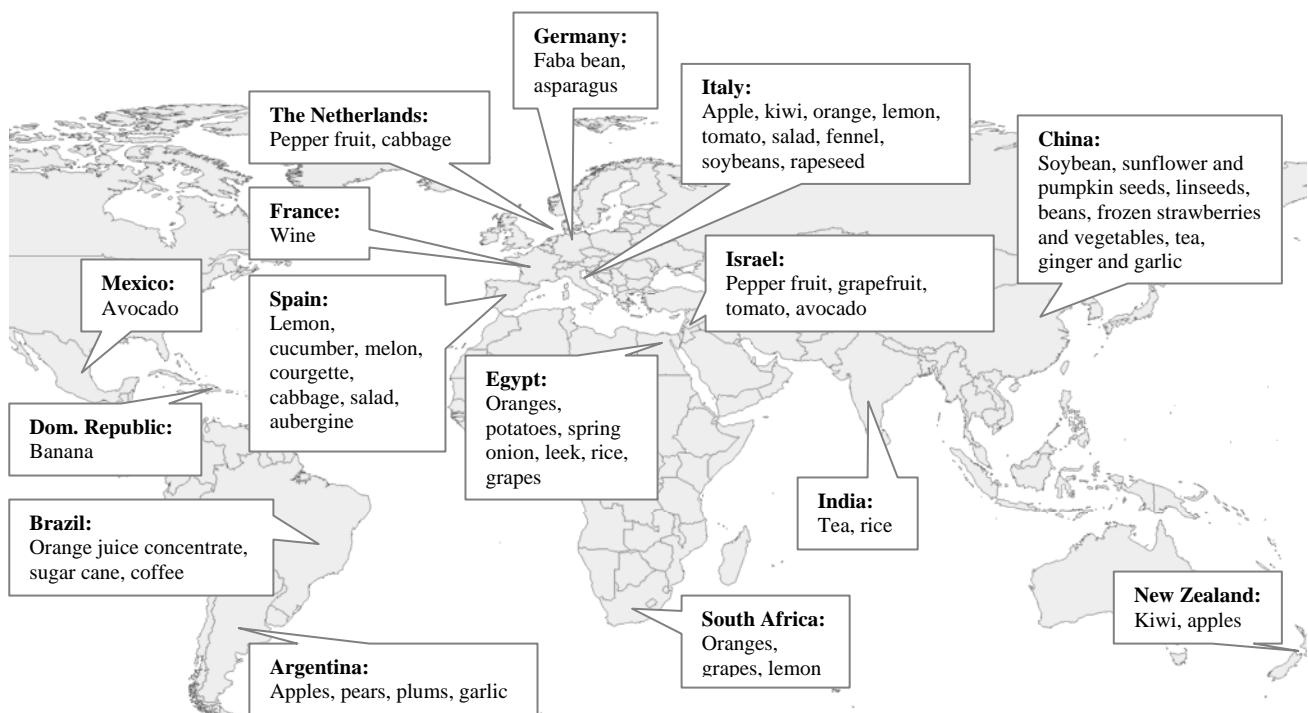 Germany:
Faba bean,
asparagus
The Netherlands:
Pepper fruit, cabbage
Italy:
Apple, kiwi, orange, lemon,
tomato, salad, fennel,
soybeans, rapeseed
China:
Soybean, sunflower and
pumpkin seeds, linseeds,
beans, frozen strawberries
and vegetables, tea,
ginger and garlic
France:
Wine
Israel:
Pepper fruit, grapefruit,
tomato, avocado
Mexico:
Avocado
Spain:
Lemon,
cucumber, melon,
courgette,
cabbage, salad,
aubergine
Egypt:
Oranges,
potatoes, spring
onion, leek, rice,
grapes
Dom. Republic:
Banana
India:
Tea, rice
Brazil:
Orange juice concentrate,
sugar cane, coffee
New Zealand:
Kiwi, apples
South Africa:
Oranges,
grapes, lemon
Argentina:
Apples, pears, plums, garlic